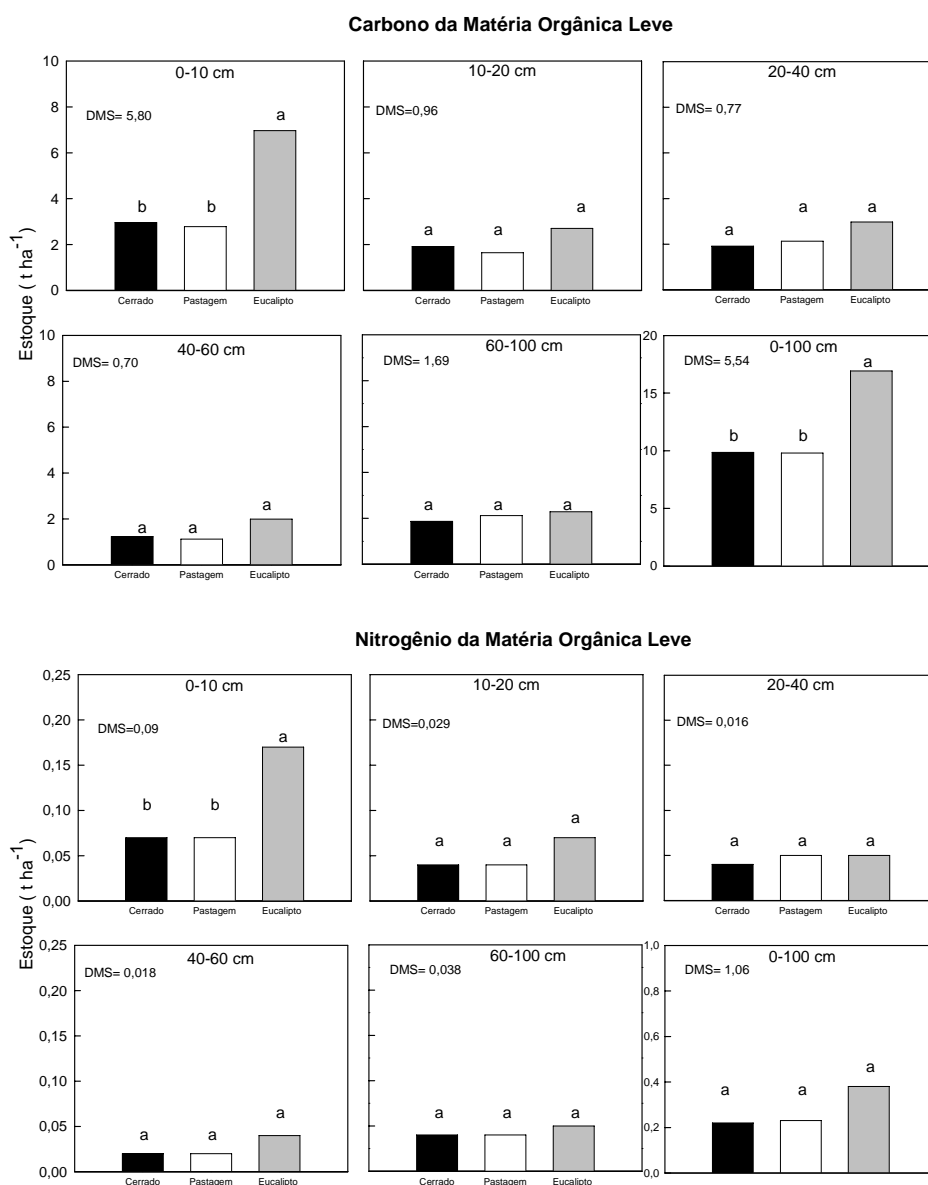 Carbono da Matéria Orgânica Leve
Estoque ( t ha-1)
0-10 cm
DMS= 5,80
10
8
6
4
2
0
b b a
Cerrado Pastagem Eucalipto
10-20 cm
DMS=0,96
a a a
Cerrado Pastagem Eucalipto
20-40 cm
DMS= 0,77
a a a
Cerrado Pastagem Eucalipto
40-60 cm
DMS= 0,70
10
8
6
4
2
0
a a a
Cerrado Pastagem Eucalipto
60-100 cm
DMS= 1,69
a a a
Cerrado Pastagem Eucalipto
0-100 cm
DMS= 5,54
20
15
10
5
0
b b a
Nitrogênio da Matéria Orgânica Leve
Estoque ( t ha-1)
0-10 cm
DMS=0,09
0,25
0,20
0,15
0,10
0,05
0,00
b b a
Cerrado Pastagem Eucalipto
10-20 cm
DMS=0,029
a a a
Cerrado Pastagem Eucalipto
20-40 cm
DMS= 0,016
a a a
Cerrado Pastagem Eucalipto
40-60 cm
DMS= 0,018
0,25
0,20
0,15
0,10
0,05
0,00
a a a
Cerrado Pastagem Eucalipto
60-100 cm
DMS= 0,038
a a a
Cerrado Pastagem Eucalipto
0-100 cm
DMS= 1,06
1,0
0,8
0,6
0,4
0,2
0,0
a a a
Cerrado Pastagem Eucalipto